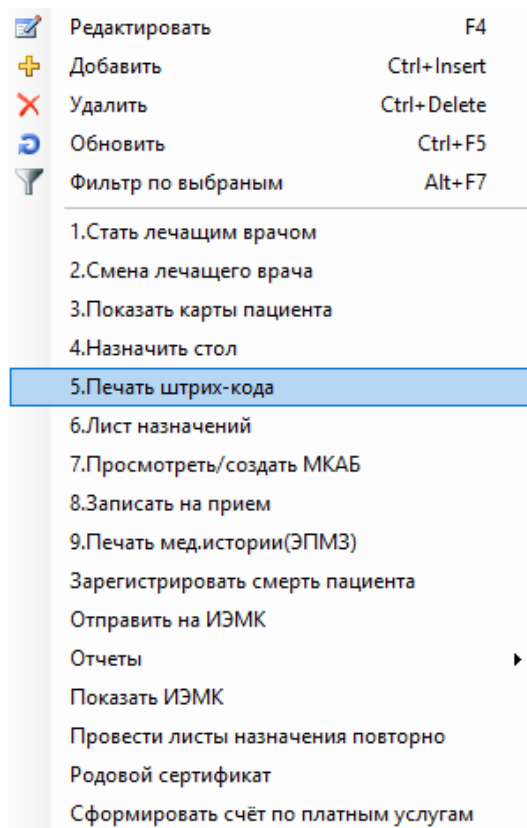 Редактировать F4
Добавить Ctrl+Insert
Удалить Ctrl+Delete
Обновить Ctrl+F5
Фильтр по выбраным Alt+F7
1.Стать лечащим врачом
2.Смена лечащего врача
3.Показать карты пациента
4.Назначить стол
5.Печать штрих-кода
6.Лист назначений
7.Просмотреть/создать МКАБ
8.Записать на прием
9.Печать мед.истории(ЭПМЗ)
Зарегистрировать смерть пациента
Отправить на ИЭМК
Отчеты
Показать ИЭМК
Провести листы назначения повторно
Родовой сертификат
Сформировать счёт по платным услугам